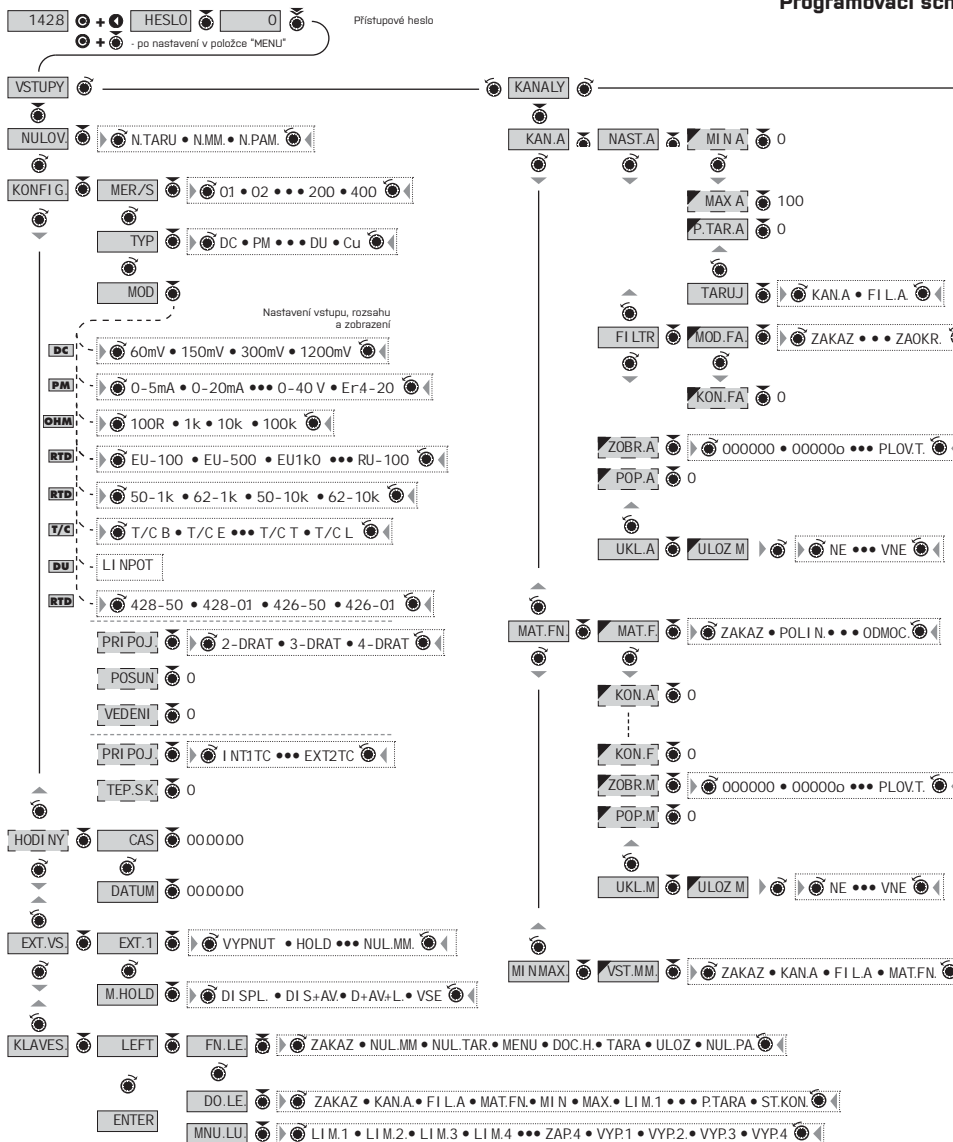 Programovací sch
1428 + HESLO 0 Přístupové heslo
+ - po nastavení v položce "MENU"
VSTUPY KANALY
NULOV. N.TARU • N.MM. • N.PAM. KAN.A NAST.A MIN A 0
KONFIG. MER/S 01 • 02 ••• 200 • 400
MAX A 100
TYP DC • PM ••• DU • Cu P.TAR.A 0
MOD TARUJ KAN.A • FIL.A.
Nastavení vstupu, rozsahu
a zobrazení
FILTR MOD.FA. ZAKAZ ••• ZAOKR.
DC 60mV • 150mV • 300mV • 1200mV
PM 0-5mA • 0-20mA ••• 0-40 V • Er4-20 KON.FA 0
OHM 100R • 1k • 10k • 100k
RTD EU-100 • EU-500 • EU1k0 ••• RU-100 ZOBR.A 000000 • 00000o ••• PLOV.T.
POP.A 0
RTD 50-1k • 62-1k • 50-10k • 62-10k
T/C T/C B • T/C E ••• T/C T • T/C L
DU LINPOT UKL.A ULOZ M NE ••• VNE
RTD 428-50 • 428-01 • 426-50 • 426-01
PRIPOJ. 2-DRAT • 3-DRAT • 4-DRAT MAT.FN. MAT.F. ZAKAZ • POLIN. ••• ODMOC.
POSUN 0
VEDENI 0 KON.A 0
PRIPOJ. INT1TC ••• EXT2TC KON.F 0
TEP.SK. 0 ZOBR.M 000000 • 00000o ••• PLOV.T.
POP.M 0
HODINY CAS 00.00.00
DATUM 00.00.00 UKL.M ULOZ M NE ••• VNE
EXT.VS. EXT.1 VYPNUT • HOLD ••• NUL.MM.
MINMAX. VST.MM. ZAKAZ • KAN.A • FIL.A • MAT.FN.
M.HOLD DISPL. • DIS+AV. • D+AV+L. • VSE
KLAVES. LEFT FN.LE. ZAKAZ • NUL.MM • NUL.TAR. • MENU • DOC.H. • TARA • ULOZ • NUL.PA.
DO.LE. ZAKAZ • KAN.A. • FIL.A • MAT.FN. • MIN • MAX. • LIM.1 ••• P.TARA • ST.KON.
ENTER
MNU.LU. LIM.1 • LIM.2. • LIM.3 • LIM.4 ••• ZAP.4 • VYP.1 • VYP.2. • VYP.3 • VYP.4